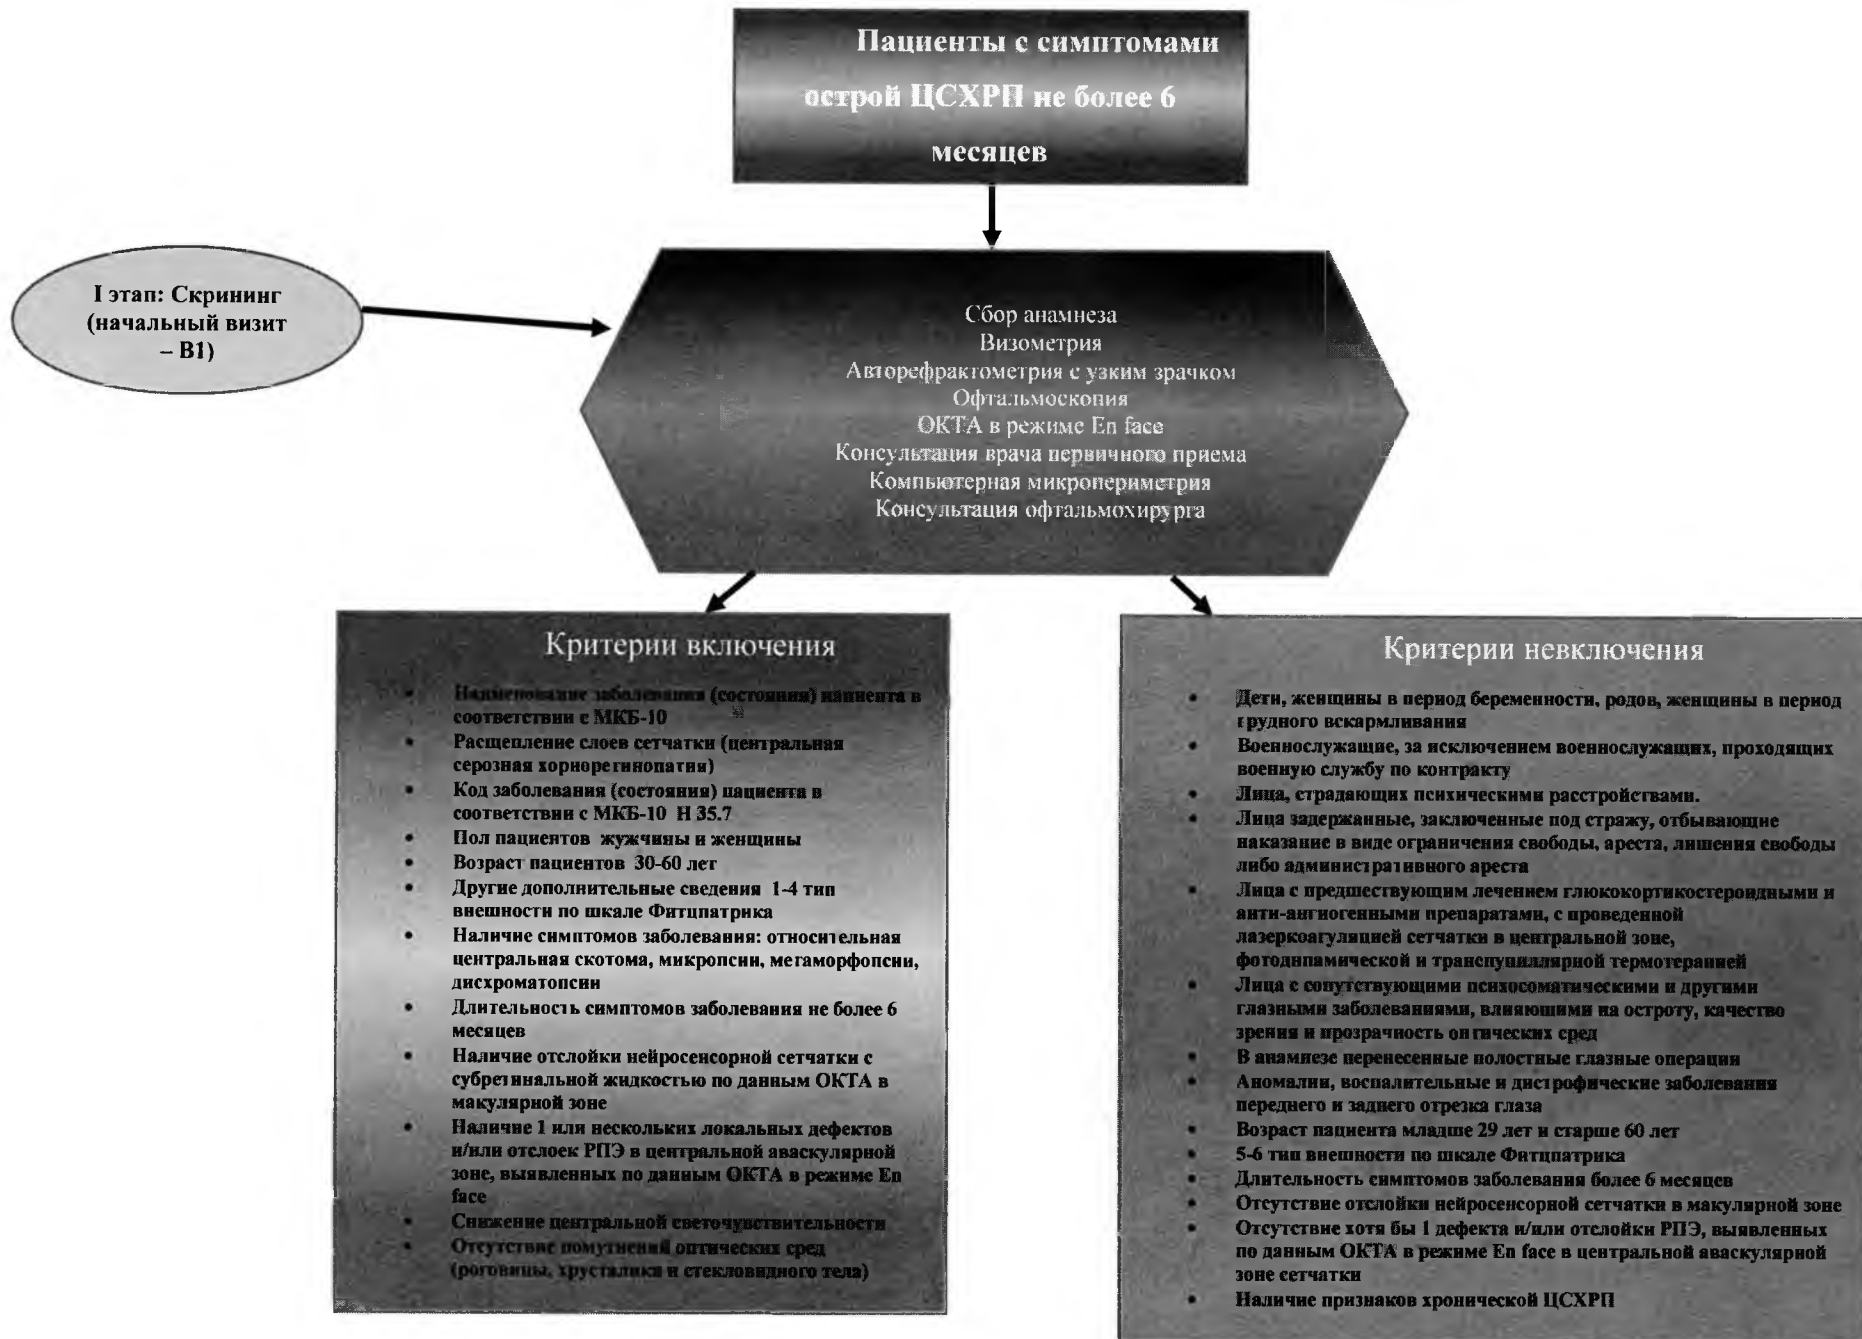 Пациенты с симптомами
острой ЦСХРП не более 6
месяцев
I этап: Скрининг
(начальный визит
– В1)
Сбор анамнеза
Визометрия
Авторефрактометрия с узким зрачком
Офтальмоскопия
ОКТА в режиме En face
Консультация врача первичного приема
Компьютерная микропериметрия
Консультация офтальмохирурга
Критерии включения
• Наименование заболевания (состояния) пациента в
соответствии с МКБ-10
• Расщепление слоев сетчатки (центральная
серозная хориоретинопатия)
• Код заболевания (состояния) пациента в
соответствии с МКБ-10 Н 35.7
• Пол пациентов жужчины и женщины
• Возраст пациентов 30-60 лет
• Другие дополнительные сведения 1-4 тип
внешности по шкале Фитцпатрика
• Наличие симптомов заболевания: относительная
центральная скотома, микропсии, метаморфопсии,
дисхроматопсии
• Длительность симптомов заболевания не более 6
месяцев
• Наличие отслойки нейросенсорной сетчатки с
субретинальной жидкостью по данным ОКТА в
макулярной зоне
• Наличие 1 или нескольких локальных дефектов
и/или отслоек РПЭ в центральной аваскулярной
зоне, выявленных по данным ОКТА в режиме En
face
• Снижение центральной светочувствительности
• Отсутствие помутнений оптических сред
(роговицы, хрусталика и стекловидного тела)
Критерии невключения
• Дети, женщины в период беременности, родов, женщины в период
грудного вскармливания
• Военнослужащие, за исключением военнослужащих, проходящих
военную службу по контракту
• Лица, страдающих психическими расстройствами.
• Лица задержанные, заключенные под стражу, отбывающие
наказание в виде ограничения свободы, ареста, лишения свободы
либо административного ареста
• Лица с предшествующим лечением глюкокортикостероидными и
анти-ангиогенными препаратами, с проведенной
лазеркоагуляцией сетчатки в центральной зоне,
фотодинамической и транспупиллярной термотерапией
• Лица с сопутствующими психосоматическими и другими
глазными заболеваниями, влияющими на остроту, качество
зрения и прозрачность оптических сред
• В анамнезе перенесенные полостные глазные операции
• Аномалии, воспалительные и дистрофические заболевания
переднего и заднего отрезка глаза
• Возраст пациента младше 29 лет и старше 60 лет
• 5-6 тип внешности по шкале Фитцпатрика
• Длительность симптомов заболевания более 6 месяцев
• Отсутствие отслойки нейросенсорной сетчатки в макулярной зоне
• Отсутствие хотя бы 1 дефекта и/или отслойки РПЭ, выявленных
по данным ОКТА в режиме En face в центральной аваскулярной
зоне сетчатки
• Наличие признаков хронической ЦСХРП